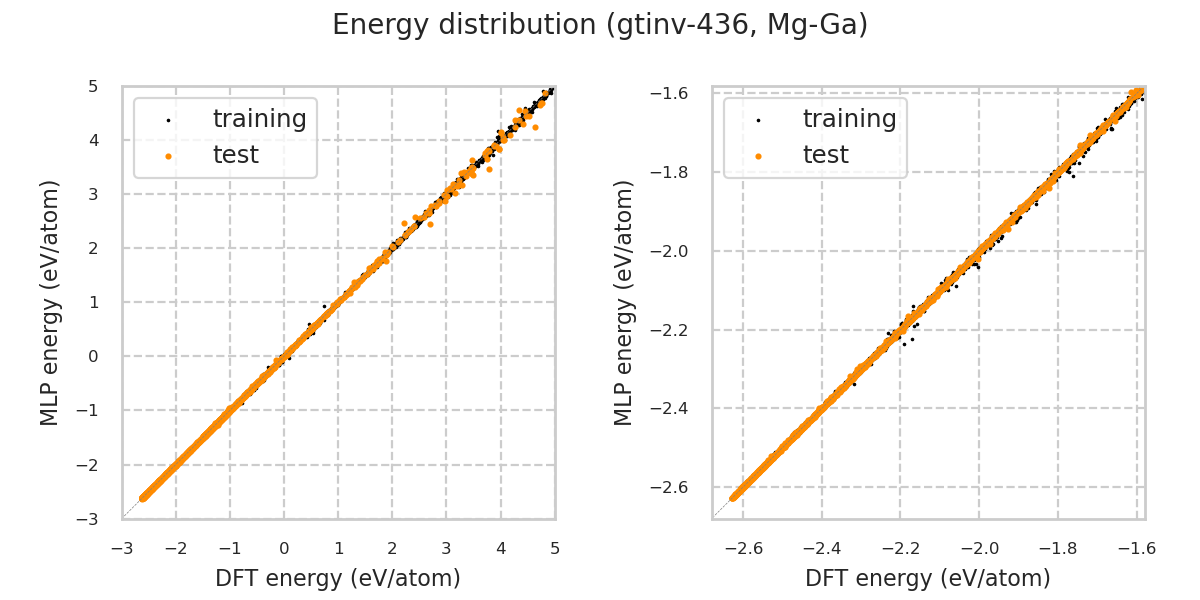 Energy distribution (gtinv-436, Mg-Ga)
training
test
MLP energy (eV/atom)
5
4
3
2
1
0
−1
−2
−3
−3 −2 −1 0 1 2 3 4 5
DFT energy (eV/atom)
training
test
MLP energy (eV/atom)
−1.6
−1.8
−2.0
−2.2
−2.4
−2.6
−2.6 −2.4 −2.2 −2.0 −1.8 −1.6
DFT energy (eV/atom)